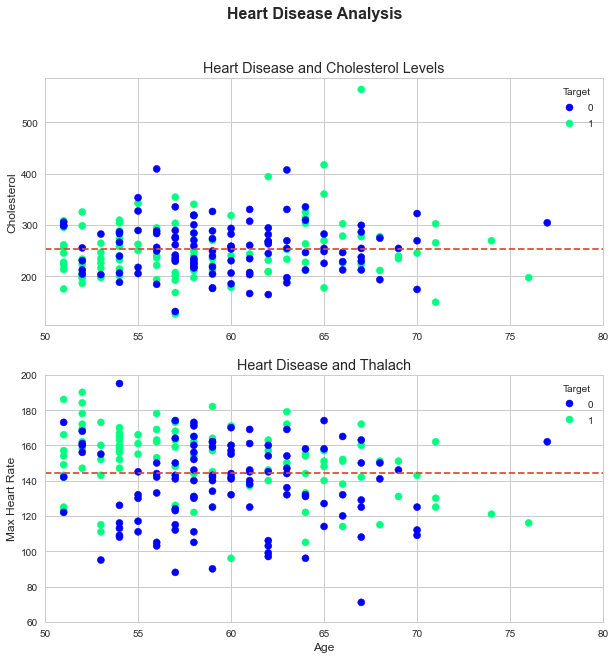 Heart Disease Analysis
Heart Disease and Cholesterol Levels
Target
0
1
Cholesterol
500
400
300
200
50 55 60 65 70 75 80
Heart Disease and Thalach
Target
0
1
Max Heart Rate
200
180
160
140
120
100
80
60
50 55 60 65 70 75 80
Age